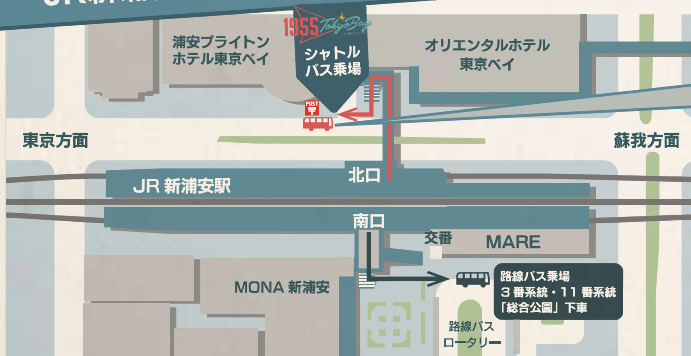 1955 Tokyo Bay
シャトル
バス乗場
浦安ブライトン
ホテル東京ベイ
オリエンタルホテル
東京ベイ
POST
〒
東京方面
蘇我方面
北口
JR 新浦安駅
南口
交番
MARE
MONA 新浦安
路線バス乗場
3 番系統・11 番系統
「総合公園」下車
路線バス
ロータリー